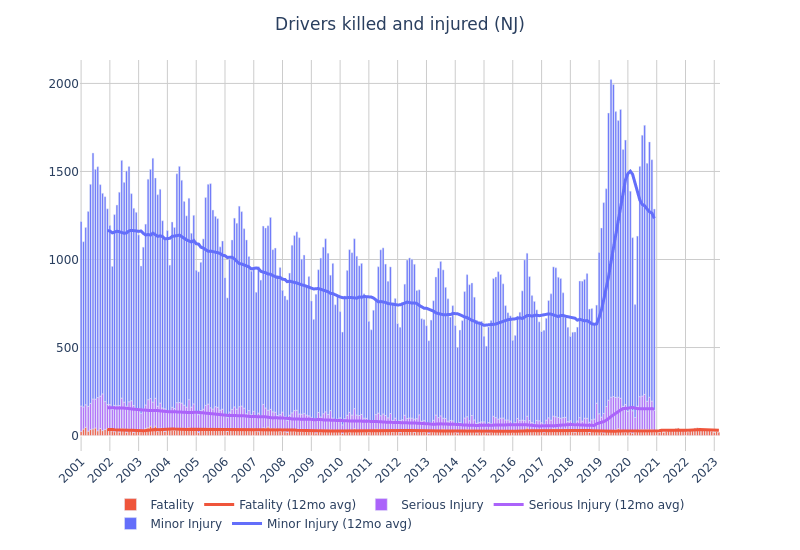 Drivers killed and injured (NJ)
2000
1500
1000
500
0
2001 2002 2003 2004 2005 2006 2007 2008 2009 2010 2011 2012 2013 2014 2015 2016 2017 2018 2019 2020 2021 2022 2023
Fatality Fatality (12mo avg) Serious Injury Serious Injury (12mo avg)
Minor Injury Minor Injury (12mo avg)